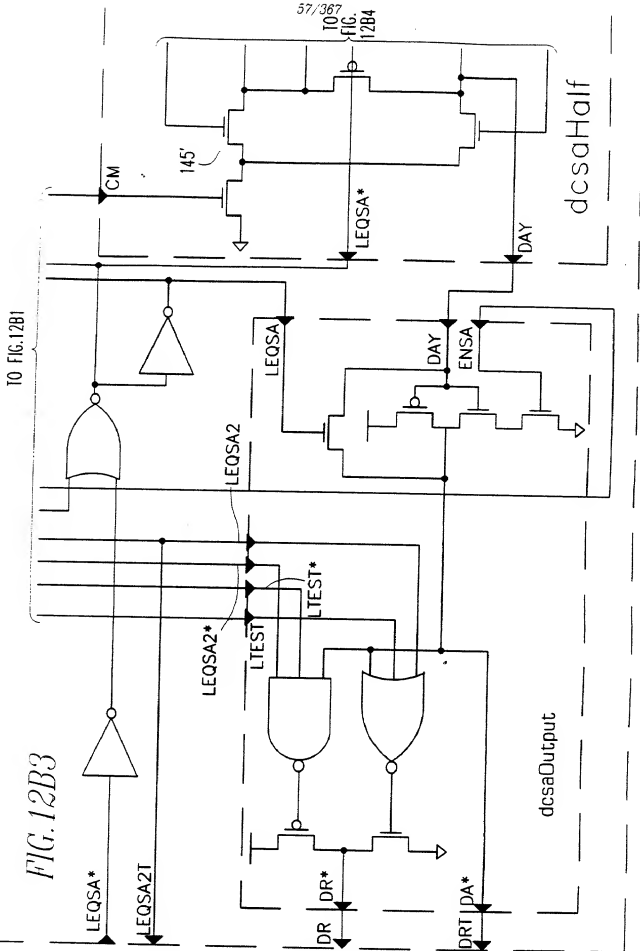 57/367
TO
FIG.
12B4
TO FIG.12B1
CM
145'
LEQSA*
DAY
dcsaHalf
LEQSA
DAY
ENSA
LEQSA2
LTEST*
LEQSA2*
LTEST
dcsaOutput
FIG. 12B3
LEQSA*
LEQSA2T
DR*
DR
DA*
DRT